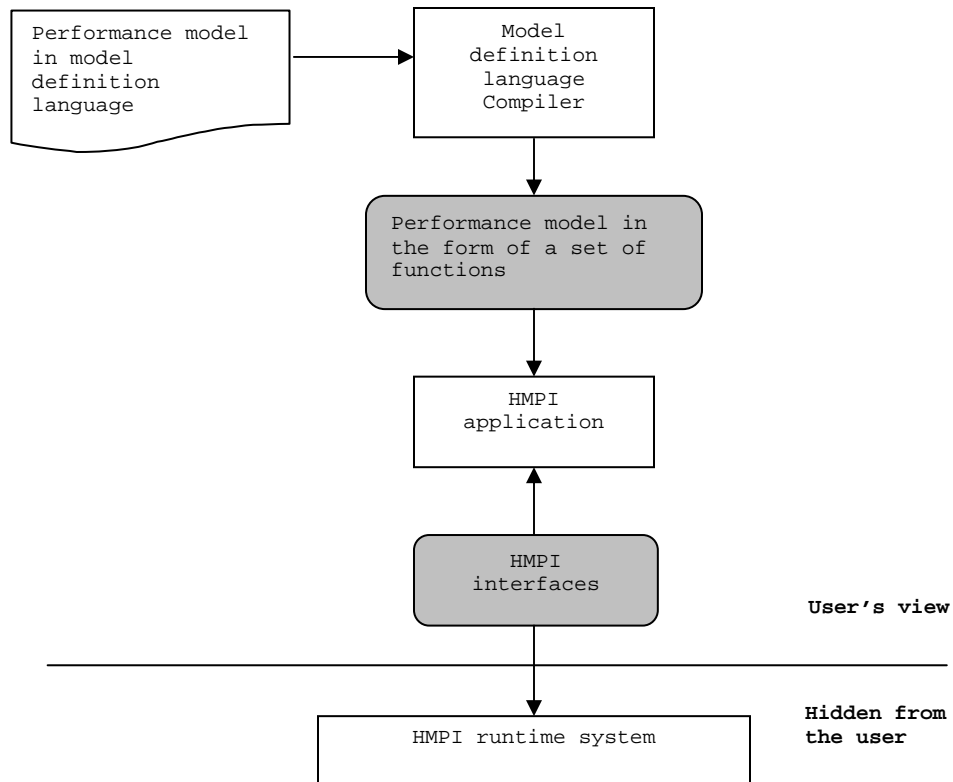 Performance model
in model
definition
language
Model
definition
language
Compiler
Performance model in
the form of a set of
functions
HMPI
application
HMPI
interfaces
User's view
Hidden from
the user
HMPI runtime system